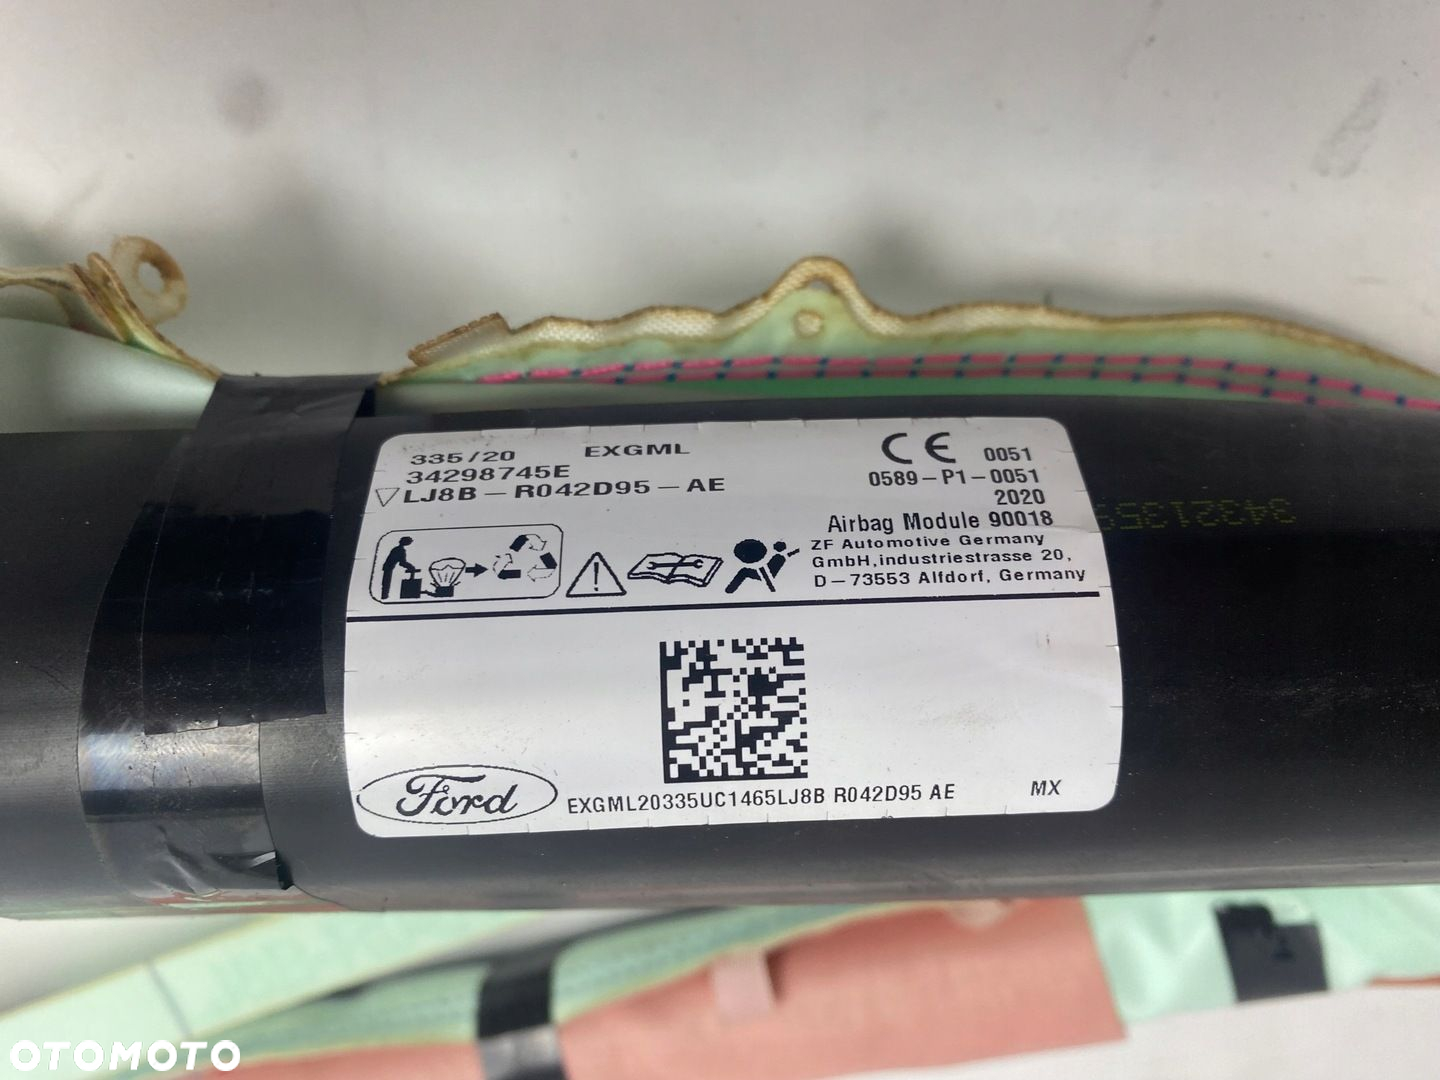 335/20 EXGML
34298745E
LJ8B-R042D95-AE
CE 0051
0589-P1-0051
2020
Airbag Module 90018
ZF Automotive Germany
GmbH,industriestrasse 20,
D-73553 Alfdorf, Germany
Ford
EXGML20335UC1465LJ8B R042D95 AE
MX
OTOMOTO